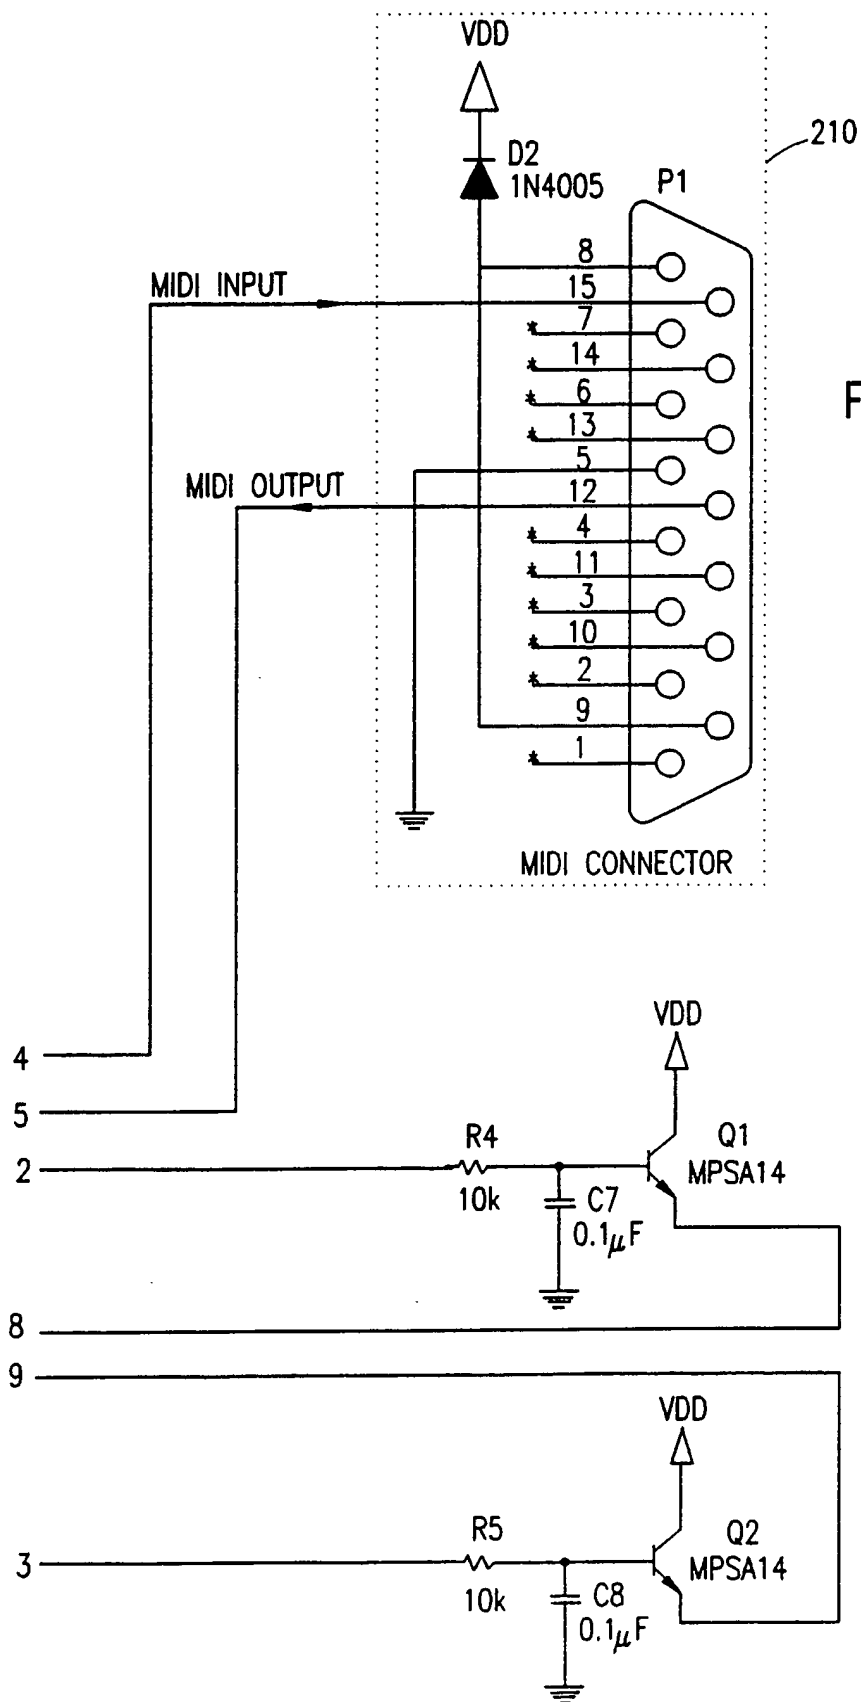 VDD
210
D2
1N4005
P1
8
MIDI INPUT
15
7
14
6
F
13
5
MIDI OUTPUT
12
4
11
3
10
2
9
1
MIDI CONNECTOR
VDD
4
5
2
R4
10k
C7
0.1μF
Q1
MPSA14
8
9
VDD
3
R5
10k
C8
0.1μF
Q2
MPSA14